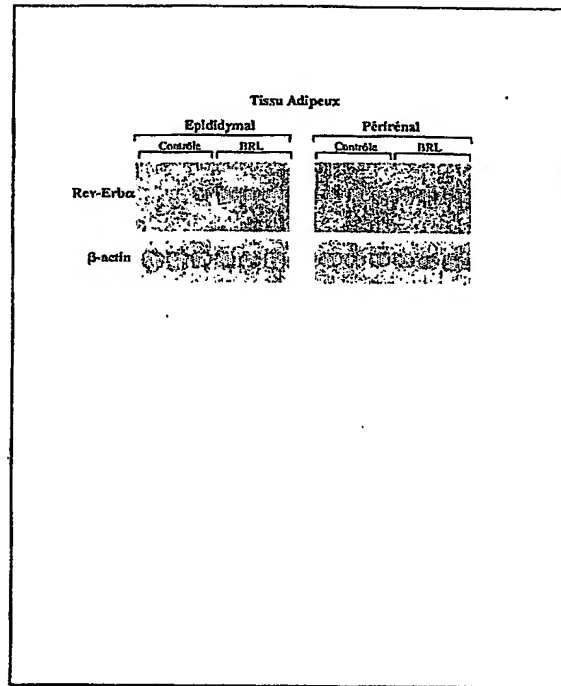 Tissu Adipeux
Epididymal Périrénal
Contrôle BRL Contrôle BRL
Rev-Erbα
β-actin